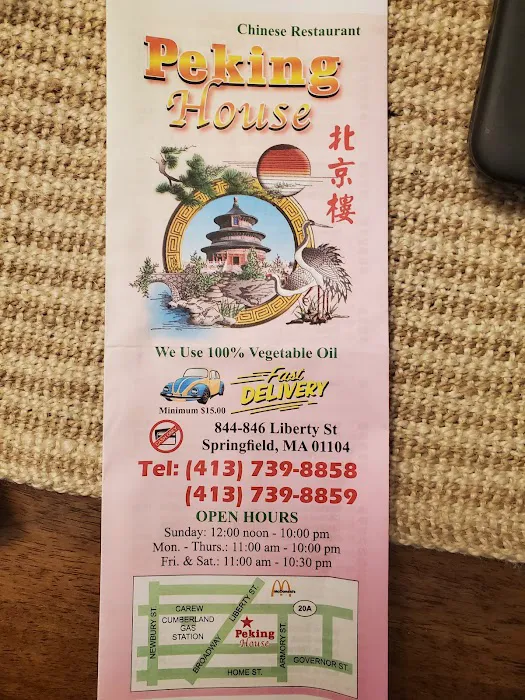 Chinese Restaurant
Peking
House
北京樓
We Use 100% Vegetable Oil
Fast
DELIVERY
Minimum $15.00
844-846 Liberty St
Springfield, MA 01104
Tel: (413) 739-8858
(413) 739-8859
OPEN HOURS
Sunday: 12:00 noon - 10:00 pm
Mon. - Thurs.: 11:00 am - 10:00 pm
Fri. & Sat.: 11:00 am - 10:30 pm
McDonald's
NEWBURY ST
CAREW
CUMBERLAND
GAS
STATION
LIBERTY ST.
20A
BROADWAY
Peking
House
ARMORY ST.
HOME ST.
GOVERNOR ST.